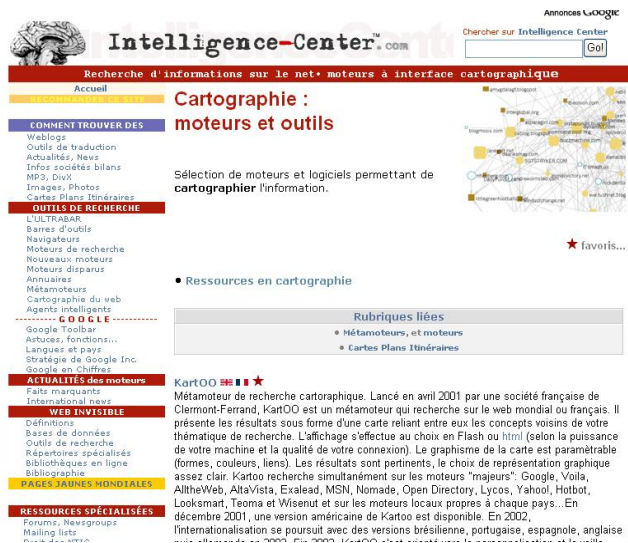 Annonces Google
Intelligence-Center™.com
Chercher sur Intelligence Center
Go!
Recherche d'informations sur le net• moteurs à interface cartographique
Accueil
RECOMMANDER CE SITE
COMMENT TROUVER DES
Weblogs
Outils de traduction
Actualités, News
Infos sociétés bilans
MP3, DivX
Images, Photos
Cartes Plans Itinéraires
OUTILS DE RECHERCHE
L'ULTRABAR
Barres d'outils
Navigateurs
Moteurs de recherche
Nouveaux moteurs
Moteurs disparus
Annuaires
Métamoteurs
Cartographie du web
Agents intelligents
---------- G O O G L E ----------
Google Toolbar
Astuces, fonctions...
Langues et pays
Stratégie de Google Inc.
Google en Chiffres
ACTUALITÉS des moteurs
Faits marquants
International news
WEB INVISIBLE
Définitions
Bases de données
Outils de recherche
Répertoires spécialisés
Bibliothèques en ligne
Bibliographie
PAGES JAUNES MONDIALES
RESSOURCES SPÉCIALISÉES
Forums, Newsgroups
Mailing lists
Droit des NTIC
Cartographie :
moteurs et outils
Sélection de moteurs et logiciels permettant de
cartographier l'information.
★ favoris...
• Ressources en cartographie
Rubriques liées
• Métamoteurs, et moteurs
• Cartes Plans Itinéraires
KartOO ★
Métamoteur de recherche cartoraphique. Lancé en avril 2001 par une société française de
Clermont-Ferrand, KartOO est un métamoteur qui recherche sur le web mondial ou français. Il
présente les résultats sous forme d'une carte reliant entre eux les concepts voisins de votre
thématique de recherche. L'affichage s'effectue au choix en Flash ou html (selon la puissance
de votre machine et la qualité de votre connexion). Le graphisme de la carte est paramètrable
(formes, couleurs, liens). Les résultats sont pertinents, le choix de représentation graphique
assez clair. Kartoo recherche simultanément sur les moteurs "majeurs": Google, Voila,
AlltheWeb, AltaVista, Exalead, MSN, Nomade, Open Directory, Lycos, Yahoo!, Hotbot,
Looksmart, Teoma et Wisenut et sur les moteurs locaux propres à chaque pays...En
décembre 2001, une version américaine de Kartoo est disponible. En 2002,
l'internationalisation se poursuit avec des versions brésilienne, portugaise, espagnole, anglaise